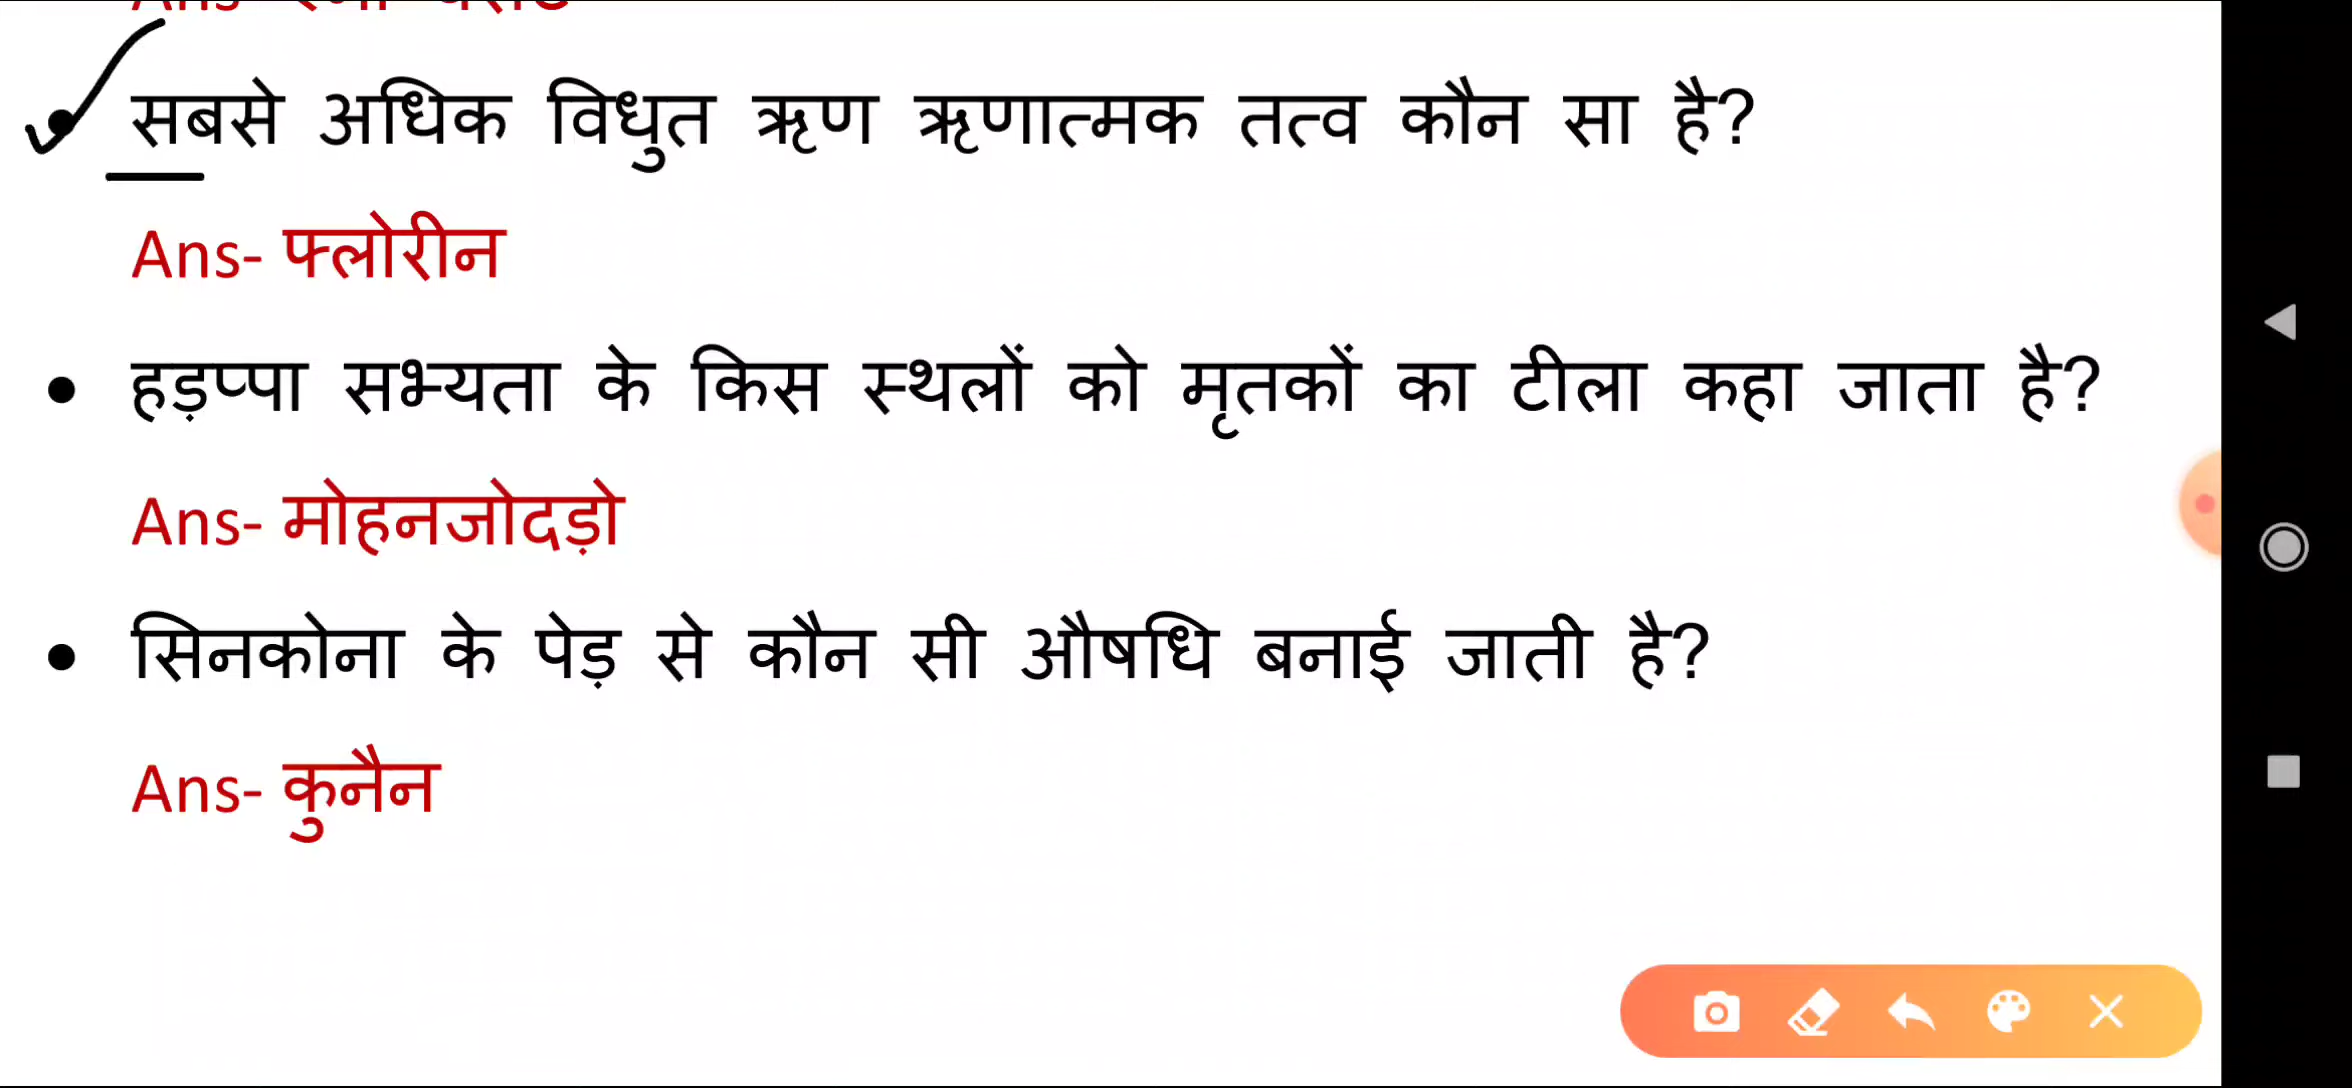 सबसे अधिक विधुत ऋण ऋणात्मक तत्व कौन सा है?
Ans- फ्लोरीन
हड़प्पा सभ्यता के किस स्थलों को मृतकों का टीला कहा जाता है?
Ans- मोहनजोदड़ो
सिनकोना के पेड़ से कौन सी औषधि बनाई जाती है?
Ans- कुनैन